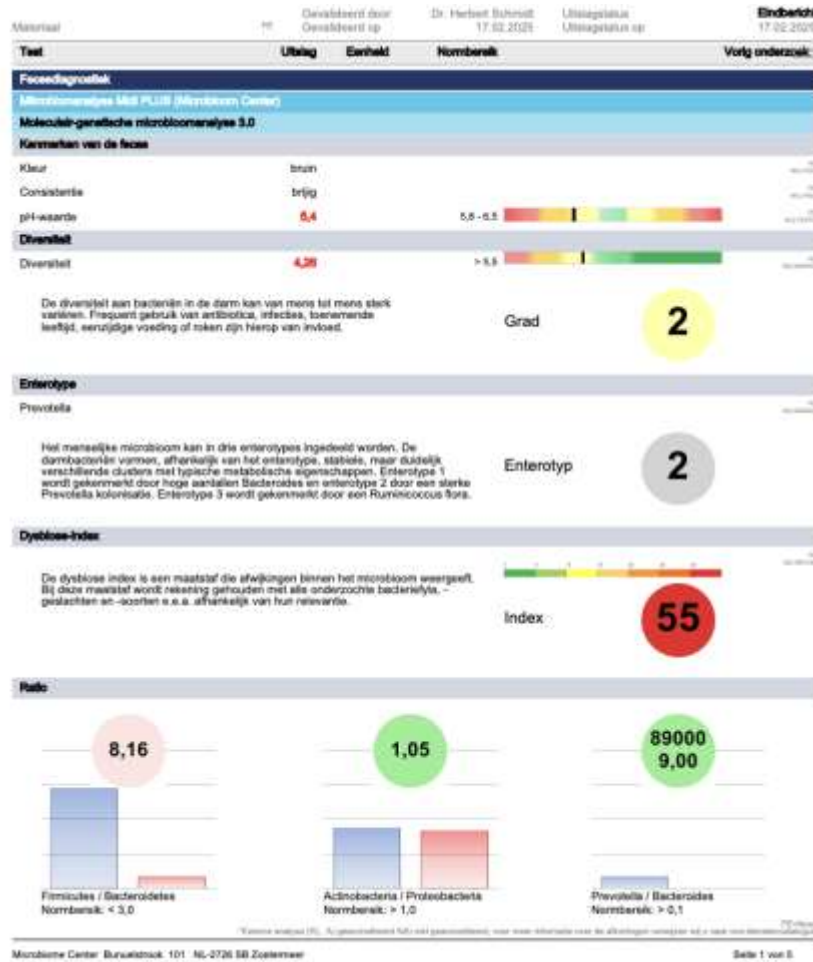 Materiaal
Gevalideerd door Dr. Herbert Schmidt Uitslagstatus Eindbericht
Gevalideerd op 17.02.2025 Uitslagstatus op 17.02.2025
Test Uitslag Eenheid Normbereik Vorig onderzoek
Fecesdiagnostiek
Microbiomanalyse Midi PLUS (Microbioom Center)
Moleculair-genetische microbioomanalyse 3.0
Kenmerken van de feces
Kleur bruin
Consistentie brijig
pH-waarde 5,8 - 6,5
Diversiteit
Diversiteit > 5,5
De diversiteit aan bacteriën in de darm kan van mens tot mens sterk
variëren. Frequent gebruik van antibiotica, infecties, toenemende
leeftijd, eenzijdige voeding of roken zijn hierop van invloed.
Grad 2
Enterotype
Prevotella
Het menselijke microbioom kan in drie enterotypes ingedeeld worden. De
darmbacteriën vormen, afhankelijk van het enterotype, stabiele, maar duidelijk
verschillende clusters met typische metabolische eigenschappen. Enterotype 1
wordt gekenmerkt door hoge aantallen Bacteroides en enterotype 2 door een sterke
Prevotella kolonisatie. Enterotype 3 wordt gekenmerkt door een Ruminicoccus flora.
Enterotyp 2
Dysbiose-index
De dysbiose index is een maatstaf die afwijkingen binnen het microbioom weergeeft.
Bij deze maatstaf wordt rekening gehouden met alle onderzochte bacteriefyla, -
geslachten en -soorten e.e.a. afhankelijk van hun relevantie.
Index 55
Ratio
8,16 1,05 89000
9,00
Firmicutes / Bacteroidetes Actinobacteria / Proteobacteria Prevotella / Bacteroides
Normbereik: < 3,0 Normbereik: > 1,0 Normbereik: > 0,1
Microbiome Center NL-2726 SB Zoetermeer Seite 1 von 5